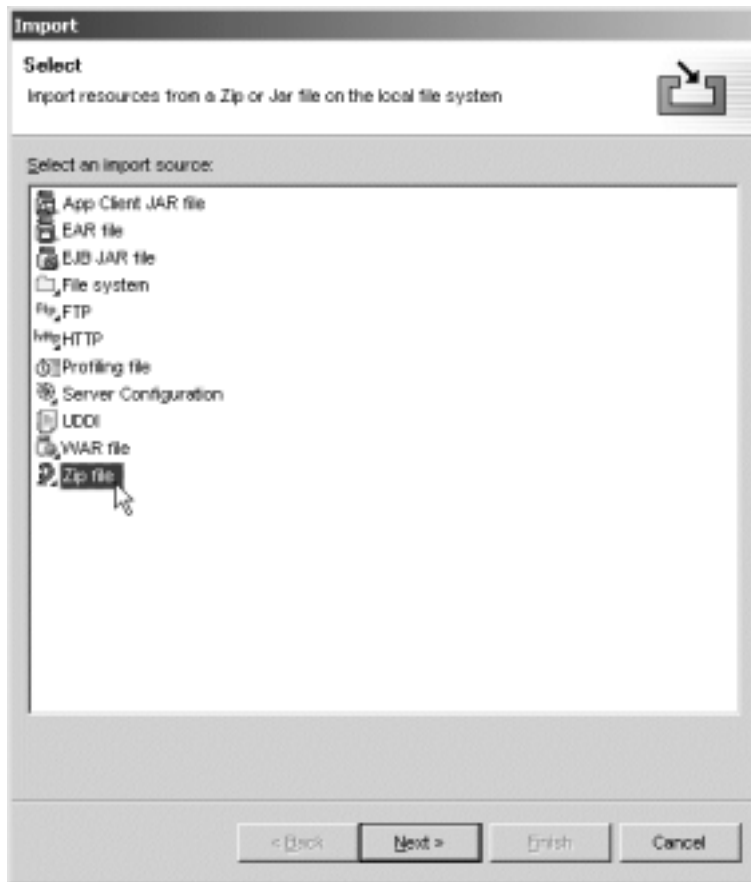 Import
Select
Import resources from a Zip or Jar file on the local file system
Select an import source:
App Client JAR file
EAR file
EJB JAR file
File system
Ftp FTP
http HTTP
Profiling file
Server Configuration
UDDI
WAR file
Zip file
< Back Next > Finish Cancel